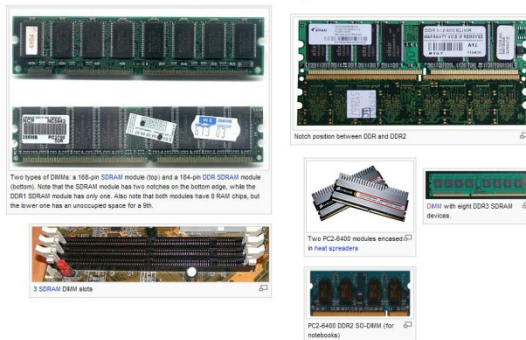 Two types of DIMMs: a 168-pin SDRAM module (top) and a 184-pin DDR SDRAM module
(bottom). Note that the SDRAM module has two notches on the bottom edge, while the
DDR1 SDRAM module has only one. Also note that both modules have 8 RAM chips, but
the lower one has an unoccupied space for a 9th.
3 SDRAM DIMM slots
Notch position between DDR and DDR2
Two PC2-6400 modules encased
in heat spreaders
DIMM with eight DDR3 SDRAM
devices.
PC2-6400 DDR2 SO-DIMM (for
notebooks)